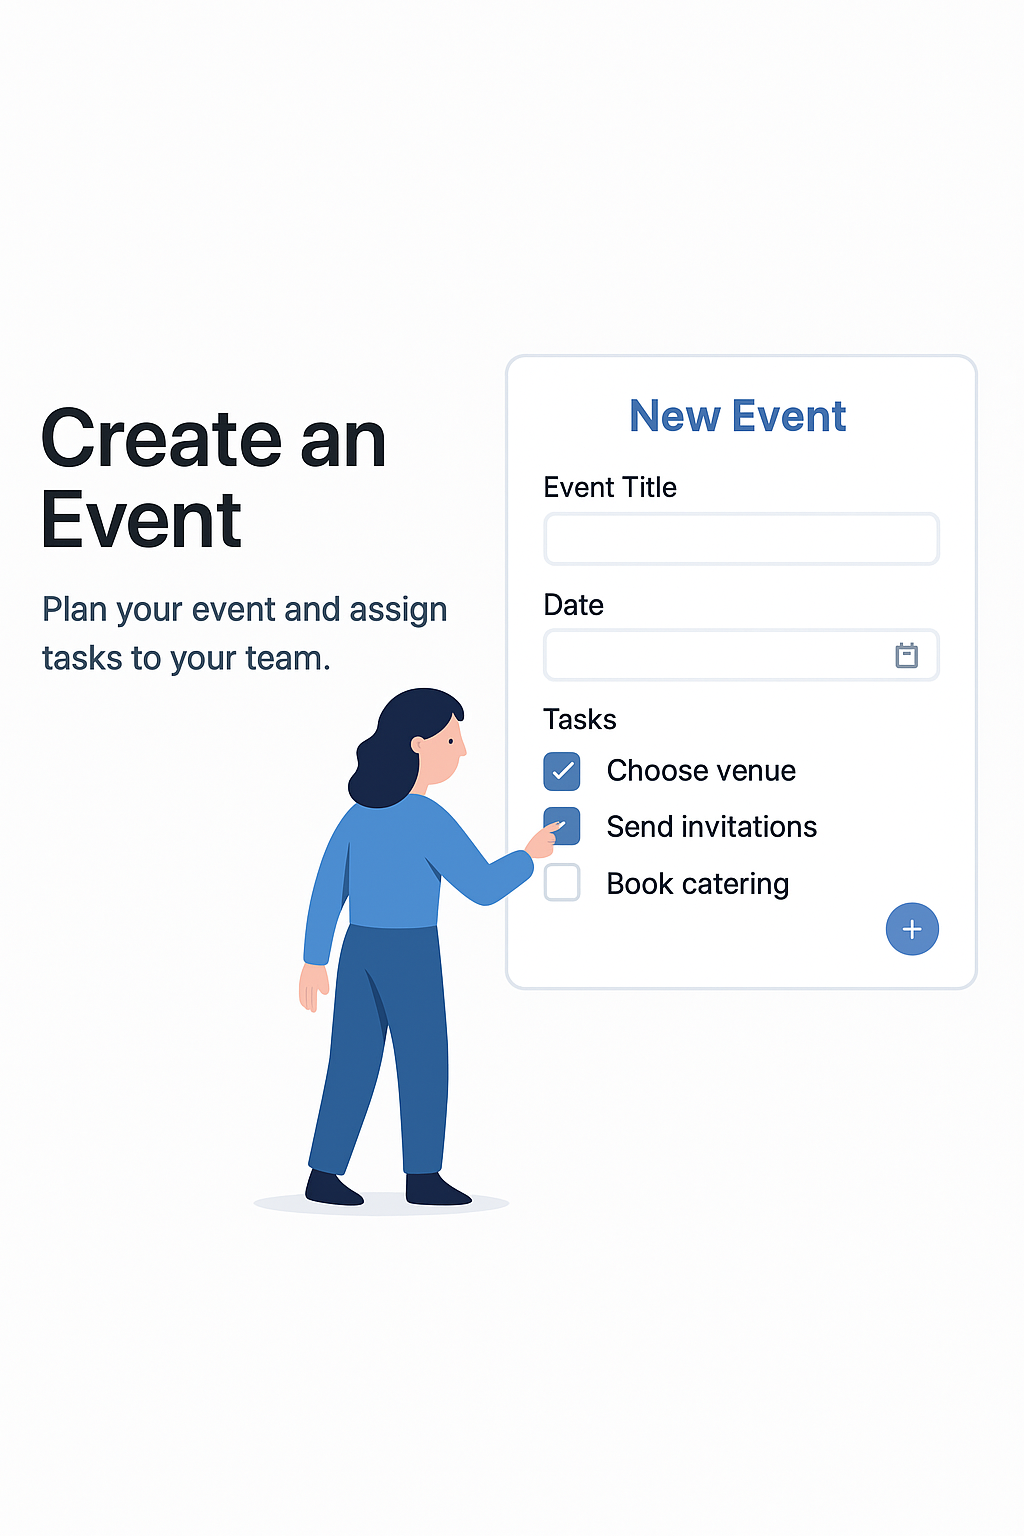 Create an
Event
Plan your event and assign
tasks to your team.
New Event
Event Title
Date
Tasks
Choose venue
Send invitations
Book catering